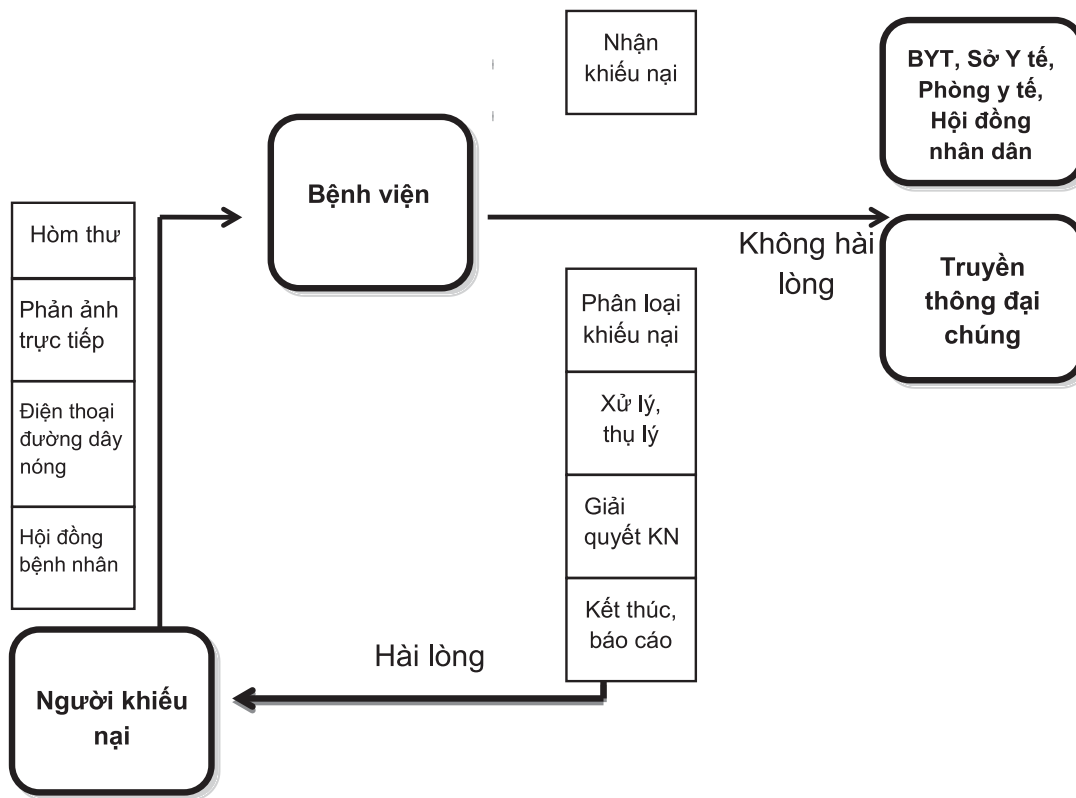 Nhận
khiếu nại
BYT, Sở Y tế,
Phòng y tế,
Hội đồng
nhân dân
Bệnh viện
Hòm thư
Phản ảnh
trực tiếp
Điện thoại
đường dây
nóng
Hội đồng
bệnh nhân
Không hài
lòng
Truyền
thông đại
chúng
Phân loại
khiếu nại
Xử lý,
thụ lý
Giải
quyết KN
Kết thúc,
báo cáo
Hài lòng
Người khiếu
nại